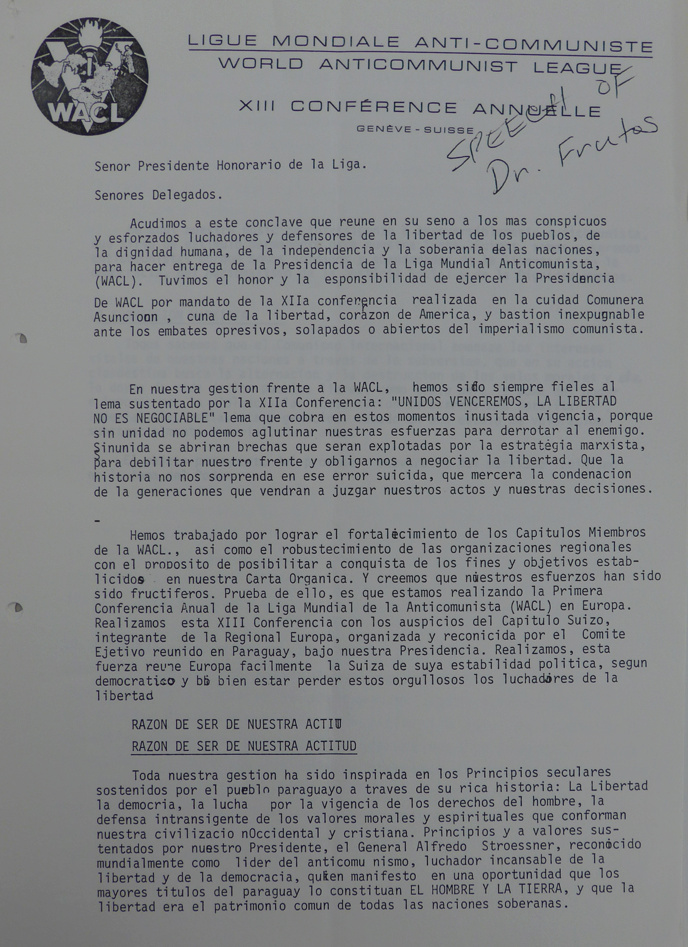 WACL
LIGUE MONDIALE ANTI-COMMUNISTE
WORLD ANTICOMMUNIST LEAGUE
XIII CONFÉRENCE ANNUELLE
GENÈVE-SUISSE
SPEECH OF
Dr. Frutos
Senor Presidente Honorario de la Liga.
Senores Delegados.
Acudimos a este conclave que reune en su seno a los mas conspicuos
y esforzados luchadores y defensores de la libertad de los pueblos, de
la dignidad humana, de la independencia y la soberania delas naciones,
para hacer entrega de la Presidencia de la Liga Mundial Anticomunista,
(WACL). Tuvimos el honor y la esponsibilidad de ejercer la Presidencia
De WACL por mandato de la XIIa conferencia realizada en la cuidad Comunera
Asuncion , cuna de la libertad, corazon de America, y bastion inexpugnable
ante los embates opresivos, solapados o abiertos del imperialismo comunista.
En nuestra gestion frente a la WACL, hemos sido siempre fieles al
lema sustentado por la XIIa Conferencia: "UNIDOS VENCEREMOS, LA LIBERTAD
NO ES NEGOCIABLE" lema que cobra en estos momentos inusitada vigencia, porque
sin unidad no podemos aglutinar nuestras esfuerzas para derrotar al enemigo.
Sinunida se abriran brechas que seran explotadas por la estratégia marxista,
para debilitar nuestro frente y obligarnos a negociar la libertad. Que la
historia no nos sorprenda en ese error suicida, que mercera la condenacion
de la generaciones que vendran a juzgar nuestros actos y nuestras decisiones.
-
Hemos trabajado por lograr el fortalecimiento de los Capitulos Miembros
de la WACL., asi como el robustecimiento de las organizaciones regionales
con el proposito de posibilitar a conquista de los fines y objetivos estab-
licidos en nuestra Carta Organica. Y creemos que nuestros esfuerzos han sido
sido fructiferos. Prueba de ello, es que estamos realizando la Primera
Conferencia Anual de la Liga Mundial de la Anticomunista (WACL) en Europa.
Realizamos esta XIII Conferencia con los auspicios del Capitulo Suizo,
integrante de la Regional Europa, organizada y reconicida por el Comite
Ejetivo reunido en Paraguay, bajo nuestra Presidencia. Realizamos, esta
fuerza reune Europa facilmente la Suiza de suya estabilidad politica, segun
democratico y bien estar perder estos orgullosos los luchadores de la
libertad
RAZON DE SER DE NUESTRA ACTIU
RAZON DE SER DE NUESTRA ACTITUD
Toda nuestra gestion ha sido inspirada en los Principios seculares
sostenidos por el pueblo paraguayo a traves de su rica historia: La Libertad
la democria, la lucha por la vigencia de los derechos del hombre, la
defensa intransigente de los valores morales y espirituales que conforman
nuestra civilizacio nOccidental y cristiana. Principios y a valores sus-
tentados por nuestro Presidente, el General Alfredo Stroessner, reconócido
mundialmente como lider del anticomu nismo, luchador incansable de la
libertad y de la democracia, quien manifesto en una oportunidad que los
mayores titulos del paraguay lo constituan EL HOMBRE Y LA TIERRA, y que la
libertad era el patrimonio comun de todas las naciones soberanas.